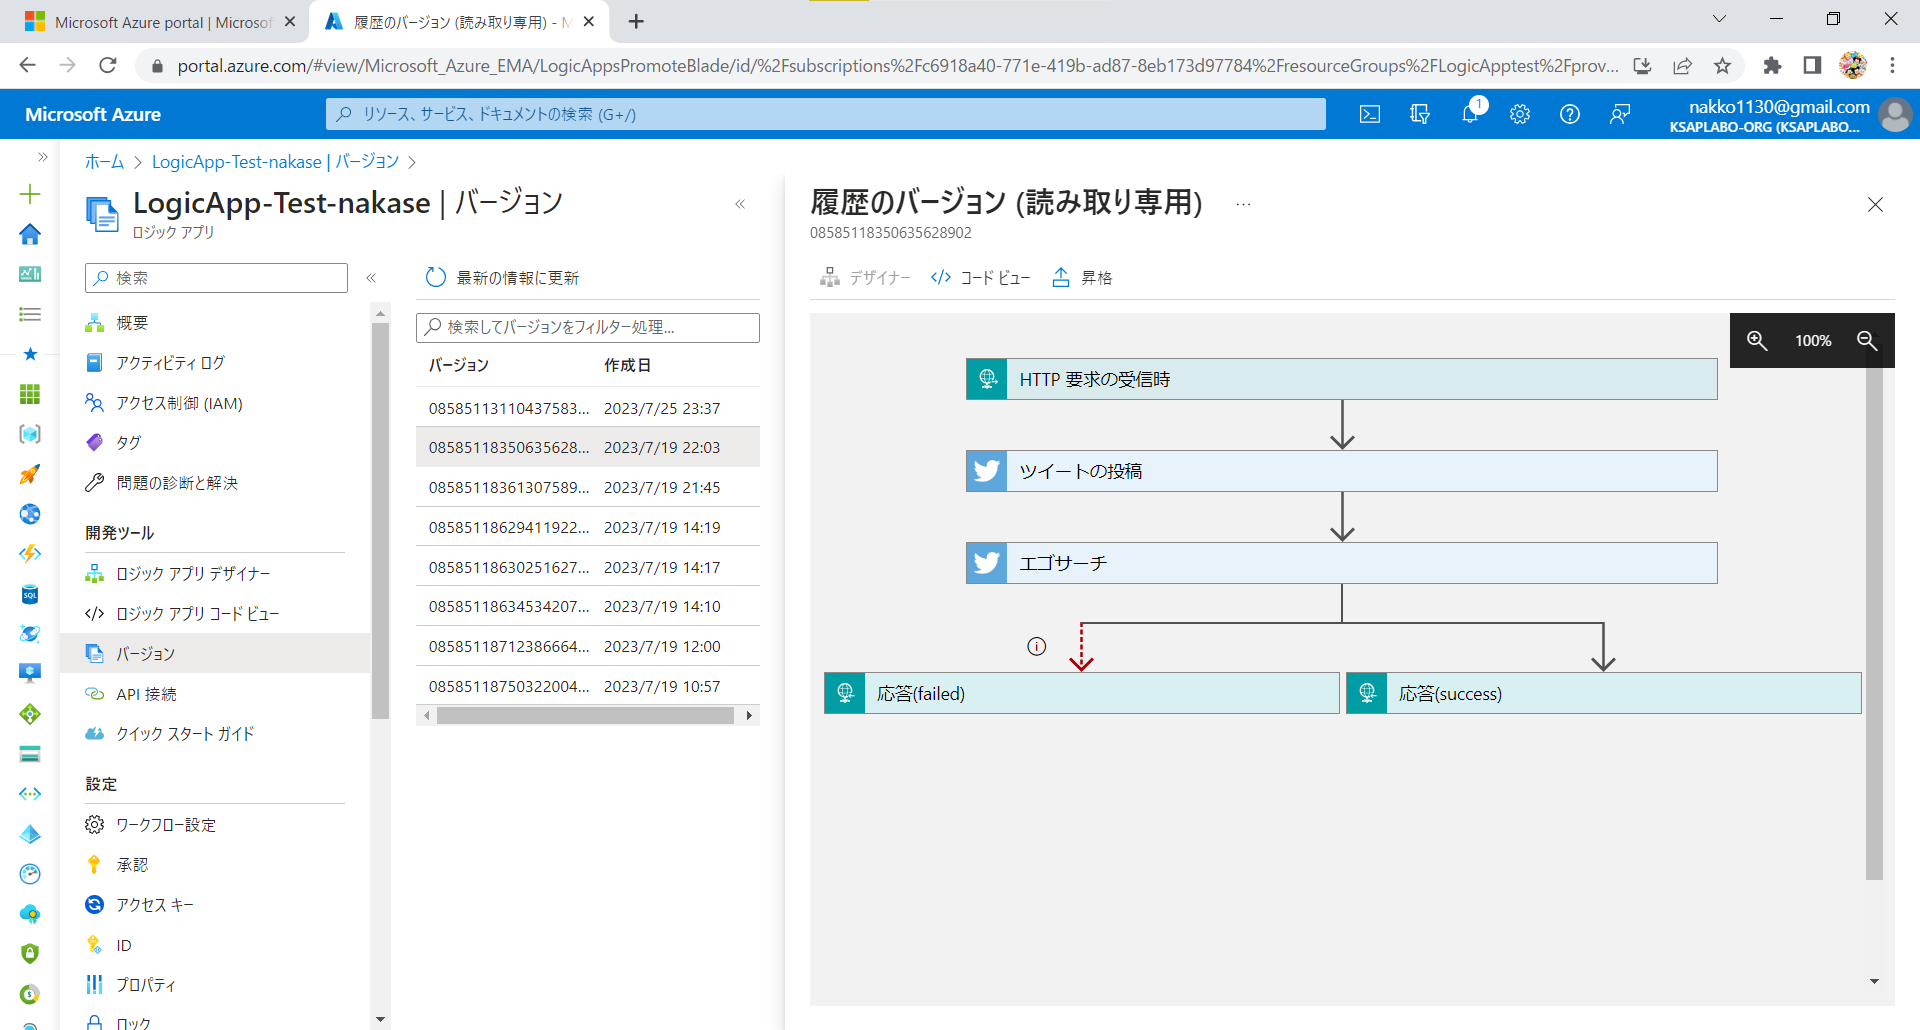 Microsoft Azure portal | Microsof
履歴のバージョン (読み取り専用) - M
portal.azure.com/#view/Microsoft_Azure_EMA/LogicAppsPromoteBlade/id/%2Fsubscriptions%2Fc6918a40-771e-419b-ad87-8eb173d97784%2FresourceGroups%2FLogicApptest%2Fprov...
Microsoft Azure
リソース、サービス、ドキュメントの検索 (G+/)
1
nakko1130@gmail.com
KSAPLABO-ORG (KSAPLABO...
ホーム > LogicApp-Test-nakase | バージョン >
LogicApp-Test-nakase | バージョン
ロジック アプリ
検索
概要
アクティビティ ログ
アクセス制御 (IAM)
タグ
問題の診断と解決
開発ツール
ロジック アプリ デザイナー
ロジック アプリ コード ビュー
バージョン
API 接続
クイック スタート ガイド
設定
ワークフロー設定
承認
アクセス キー
ID
プロパティ
ロック
SQL
最新の情報に更新
検索してバージョンをフィルター処理...
バージョン 作成日
08585113110437583... 2023/7/25 23:37
08585118350635628... 2023/7/19 22:03
08585118361307589... 2023/7/19 21:45
08585118629411922... 2023/7/19 14:19
08585118630251627... 2023/7/19 14:17
08585118634534207... 2023/7/19 14:10
08585118712386664... 2023/7/19 12:00
08585118750322004... 2023/7/19 10:57
履歴のバージョン (読み取り専用) ...
08585118350635628902
デザイナー コード ビュー 昇格
100%
HTTP 要求の受信時
ツイートの投稿
エゴサーチ
応答(failed)
応答(success)